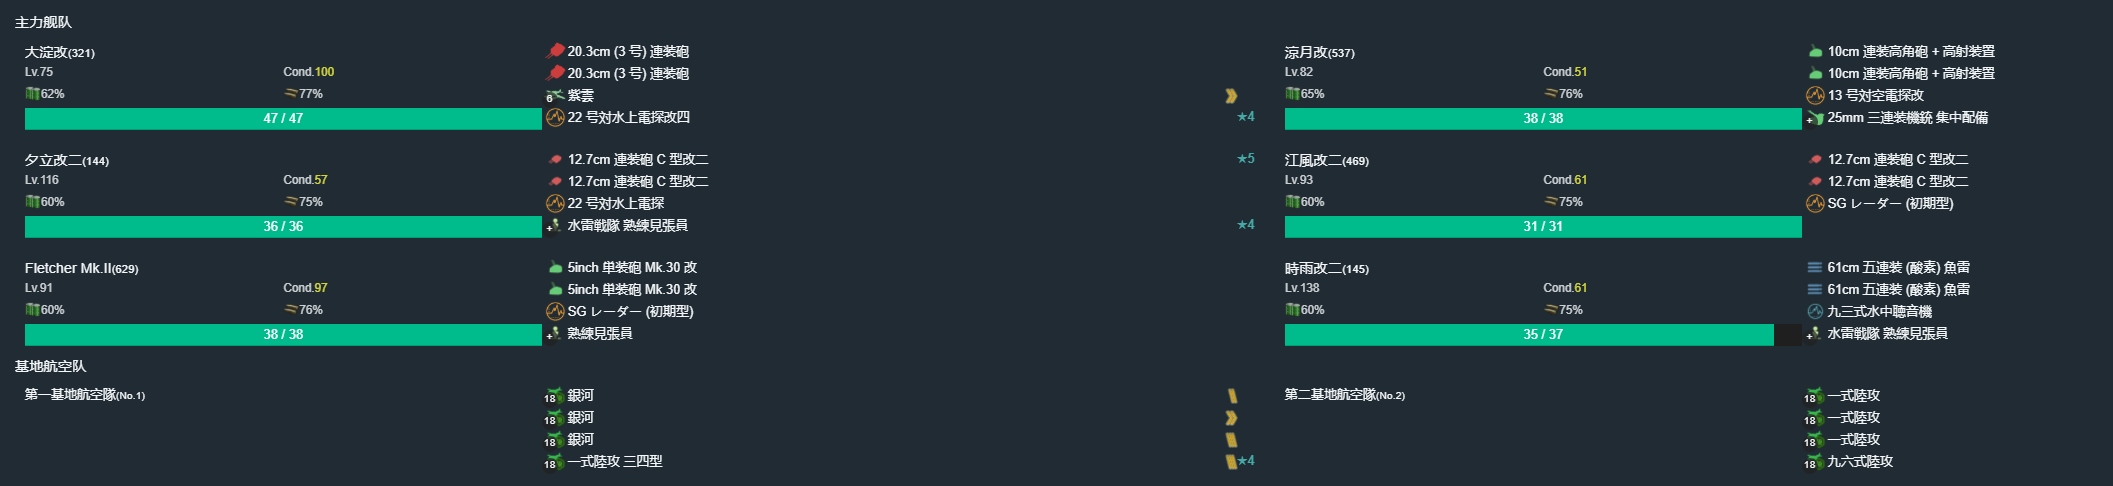 主力舰队
大淀改(321)
Lv.75
Cond.100
62%
77%
47 / 47
20.3cm (3 号) 連装砲
20.3cm (3 号) 連装砲
6 紫雲
22 号対水上電探改四
★4
涼月改(537)
Lv.82
Cond.51
65%
76%
38 / 38
10cm 連装高角砲 + 高射装置
10cm 連装高角砲 + 高射装置
13 号対空電探改
+ 25mm 三連装機銃 集中配備
夕立改二(144)
Lv.116
Cond.57
60%
75%
36 / 36
12.7cm 連装砲 C 型改二
★5
12.7cm 連装砲 C 型改二
22 号対水上電探
+ 水雷戦隊 熟練見張員
★4
江風改二(469)
Lv.93
Cond.61
60%
75%
31 / 31
12.7cm 連装砲 C 型改二
12.7cm 連装砲 C 型改二
SG レーダー (初期型)
Fletcher Mk.II(629)
Lv.91
Cond.97
60%
76%
38 / 38
5inch 単装砲 Mk.30 改
5inch 単装砲 Mk.30 改
SG レーダー (初期型)
+ 熟練見張員
時雨改二(145)
Lv.138
Cond.61
60%
75%
35 / 37
61cm 五連装 (酸素) 魚雷
61cm 五連装 (酸素) 魚雷
九三式水中聴音機
+ 水雷戦隊 熟練見張員
基地航空队
第一基地航空隊(No.1)
18 銀河
18 銀河
18 銀河
18 一式陸攻 三四型
★4
第二基地航空隊(No.2)
18 一式陸攻
18 一式陸攻
18 一式陸攻
18 九六式陸攻